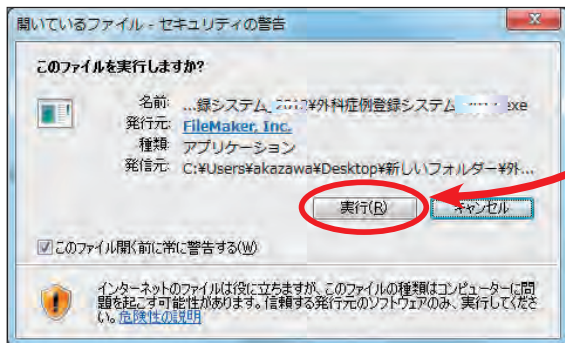 開いているファイル - セキュリティの警告
このファイルを実行しますか?
名前: ...録システム_ ¥外科症例登録システム exe
発行元: FileMaker, Inc.
種類: アプリケーション
発信元: C:¥Users¥akazawa¥Desktop¥新しいフォルダー¥外...
実行(R) キャンセル
このファイル開く前に常に警告する(W)
インターネットのファイルは役に立ちますが、このファイルの種類はコンピューターに問
題を起こす可能性があります。信頼する発行元のソフトウェアのみ、実行してくださ
い。危険性の説明